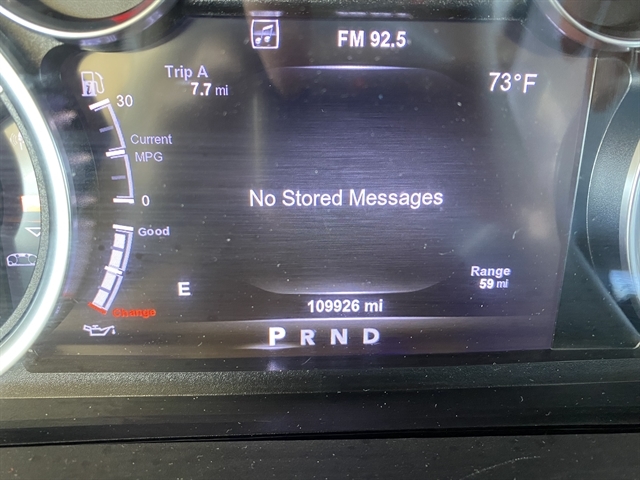 FM 92.5
Trip A
7.7 mi
73°F
30
Current
MPG
0
No Stored Messages
Good
E
Range
59 mi
Change
109926 mi
PRND